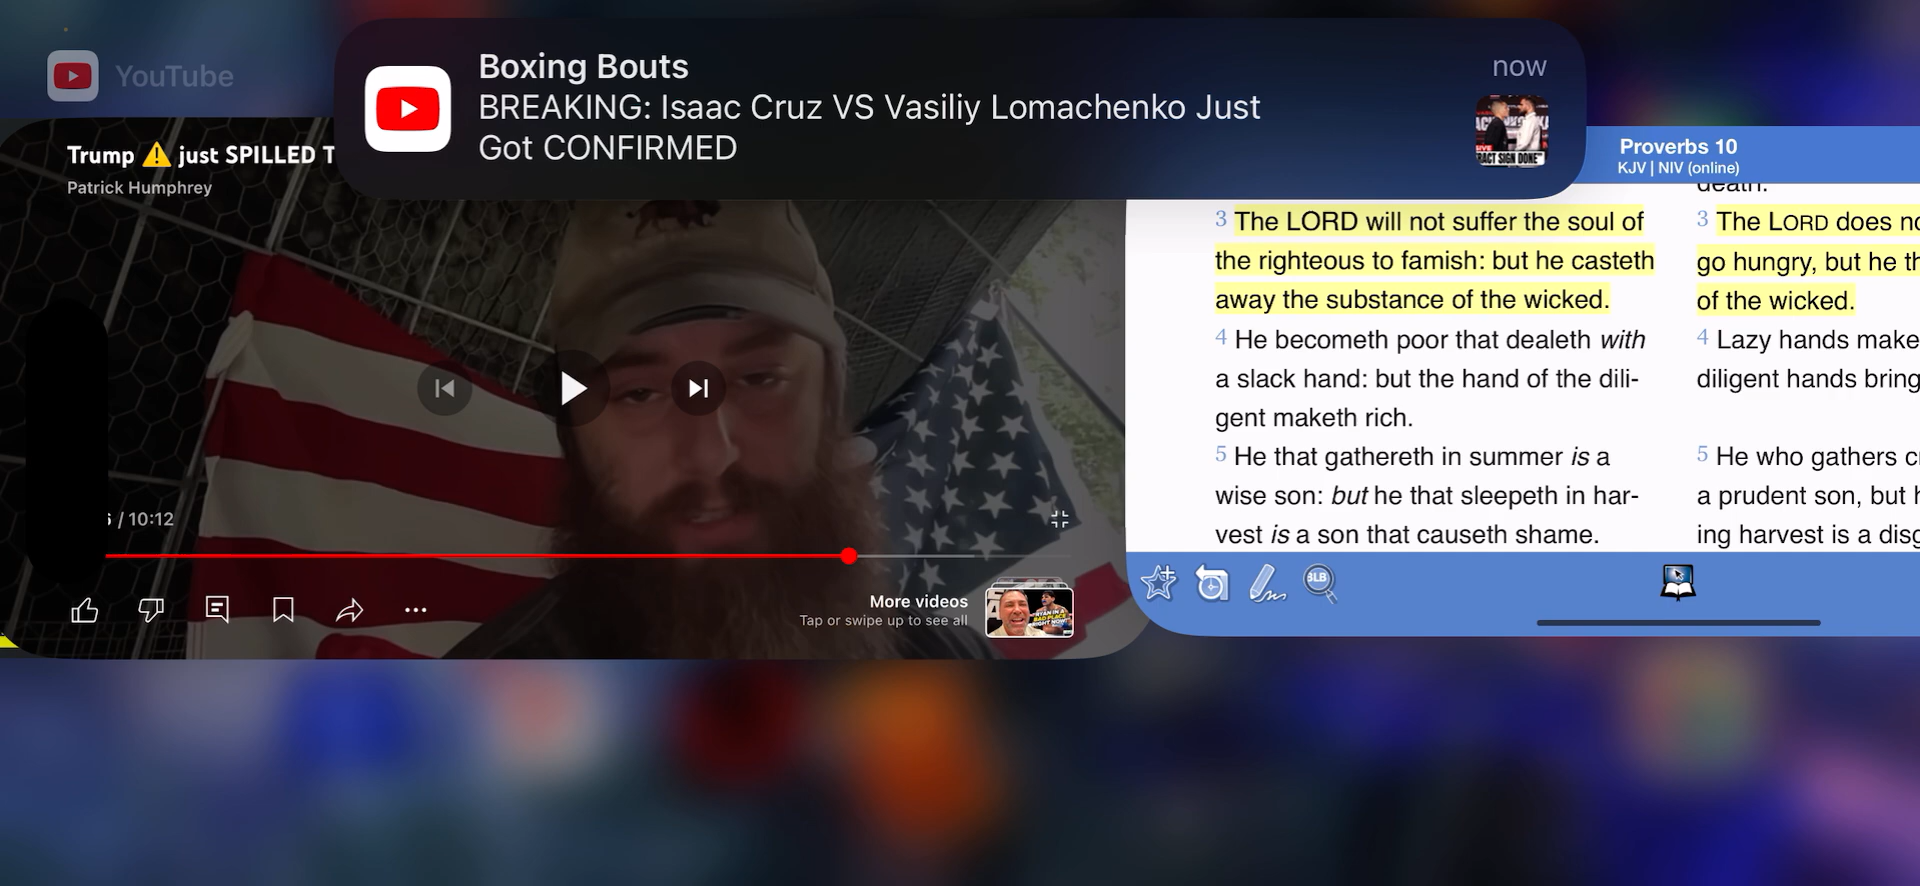 YouTube
Boxing Bouts
now
BREAKING: Isaac Cruz VS Vasiliy Lomachenko Just
Got CONFIRMED
Trump ⚠️ just SPILLED T
Patrick Humphrey
/ 10:12
More videos
Tap or swipe up to see all
Proverbs 10
KJV | NIV (online)
death.
3 The LORD will not suffer the soul of
the righteous to famish: but he casteth
away the substance of the wicked.
4 He becometh poor that dealeth with
a slack hand: but the hand of the dili-
gent maketh rich.
5 He that gathereth in summer is a
wise son: but he that sleepeth in har-
vest is a son that causeth shame.
3 The LORD does no
go hungry, but he th
of the wicked.
4 Lazy hands make
diligent hands bring
5 He who gathers cr
a prudent son, but h
ing harvest is a disg
BLB